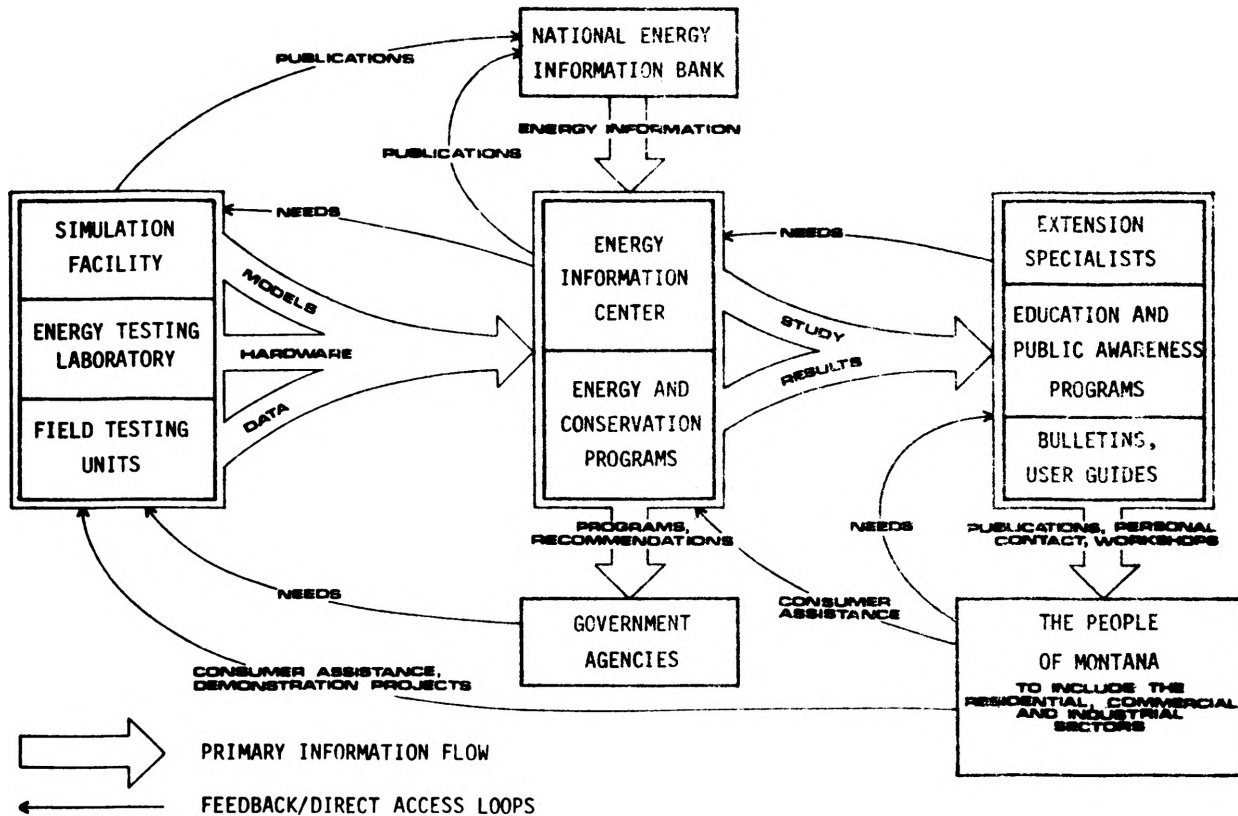 NATIONAL ENERGY
INFORMATION BANK
PUBLICATIONS
ENERGY INFORMATION
PUBLICATIONS
NEEDS
SIMULATION
FACILITY
ENERGY TESTING
LABORATORY
FIELD TESTING
UNITS
MODELS
HARDWARE
DATA
ENERGY
INFORMATION
CENTER
ENERGY AND
CONSERVATION
PROGRAMS
NEEDS
STUDY
RESULTS
EXTENSION
SPECIALISTS
EDUCATION AND
PUBLIC AWARENESS
PROGRAMS
BULLETINS,
USER GUIDES
PROGRAMS,
RECOMMENDATIONS
NEEDS
PUBLICATIONS, PERSONAL
CONTACT, WORKSHOPS
NEEDS
GOVERNMENT
AGENCIES
CONSUMER
ASSISTANCE
THE PEOPLE
OF MONTANA
TO INCLUDE THE
RESIDENTIAL, COMMERCIAL
AND INDUSTRIAL
SECTORS
CONSUMER ASSISTANCE,
DEMONSTRATION PROJECTS
PRIMARY INFORMATION FLOW
FEEDBACK/DIRECT ACCESS LOOPS